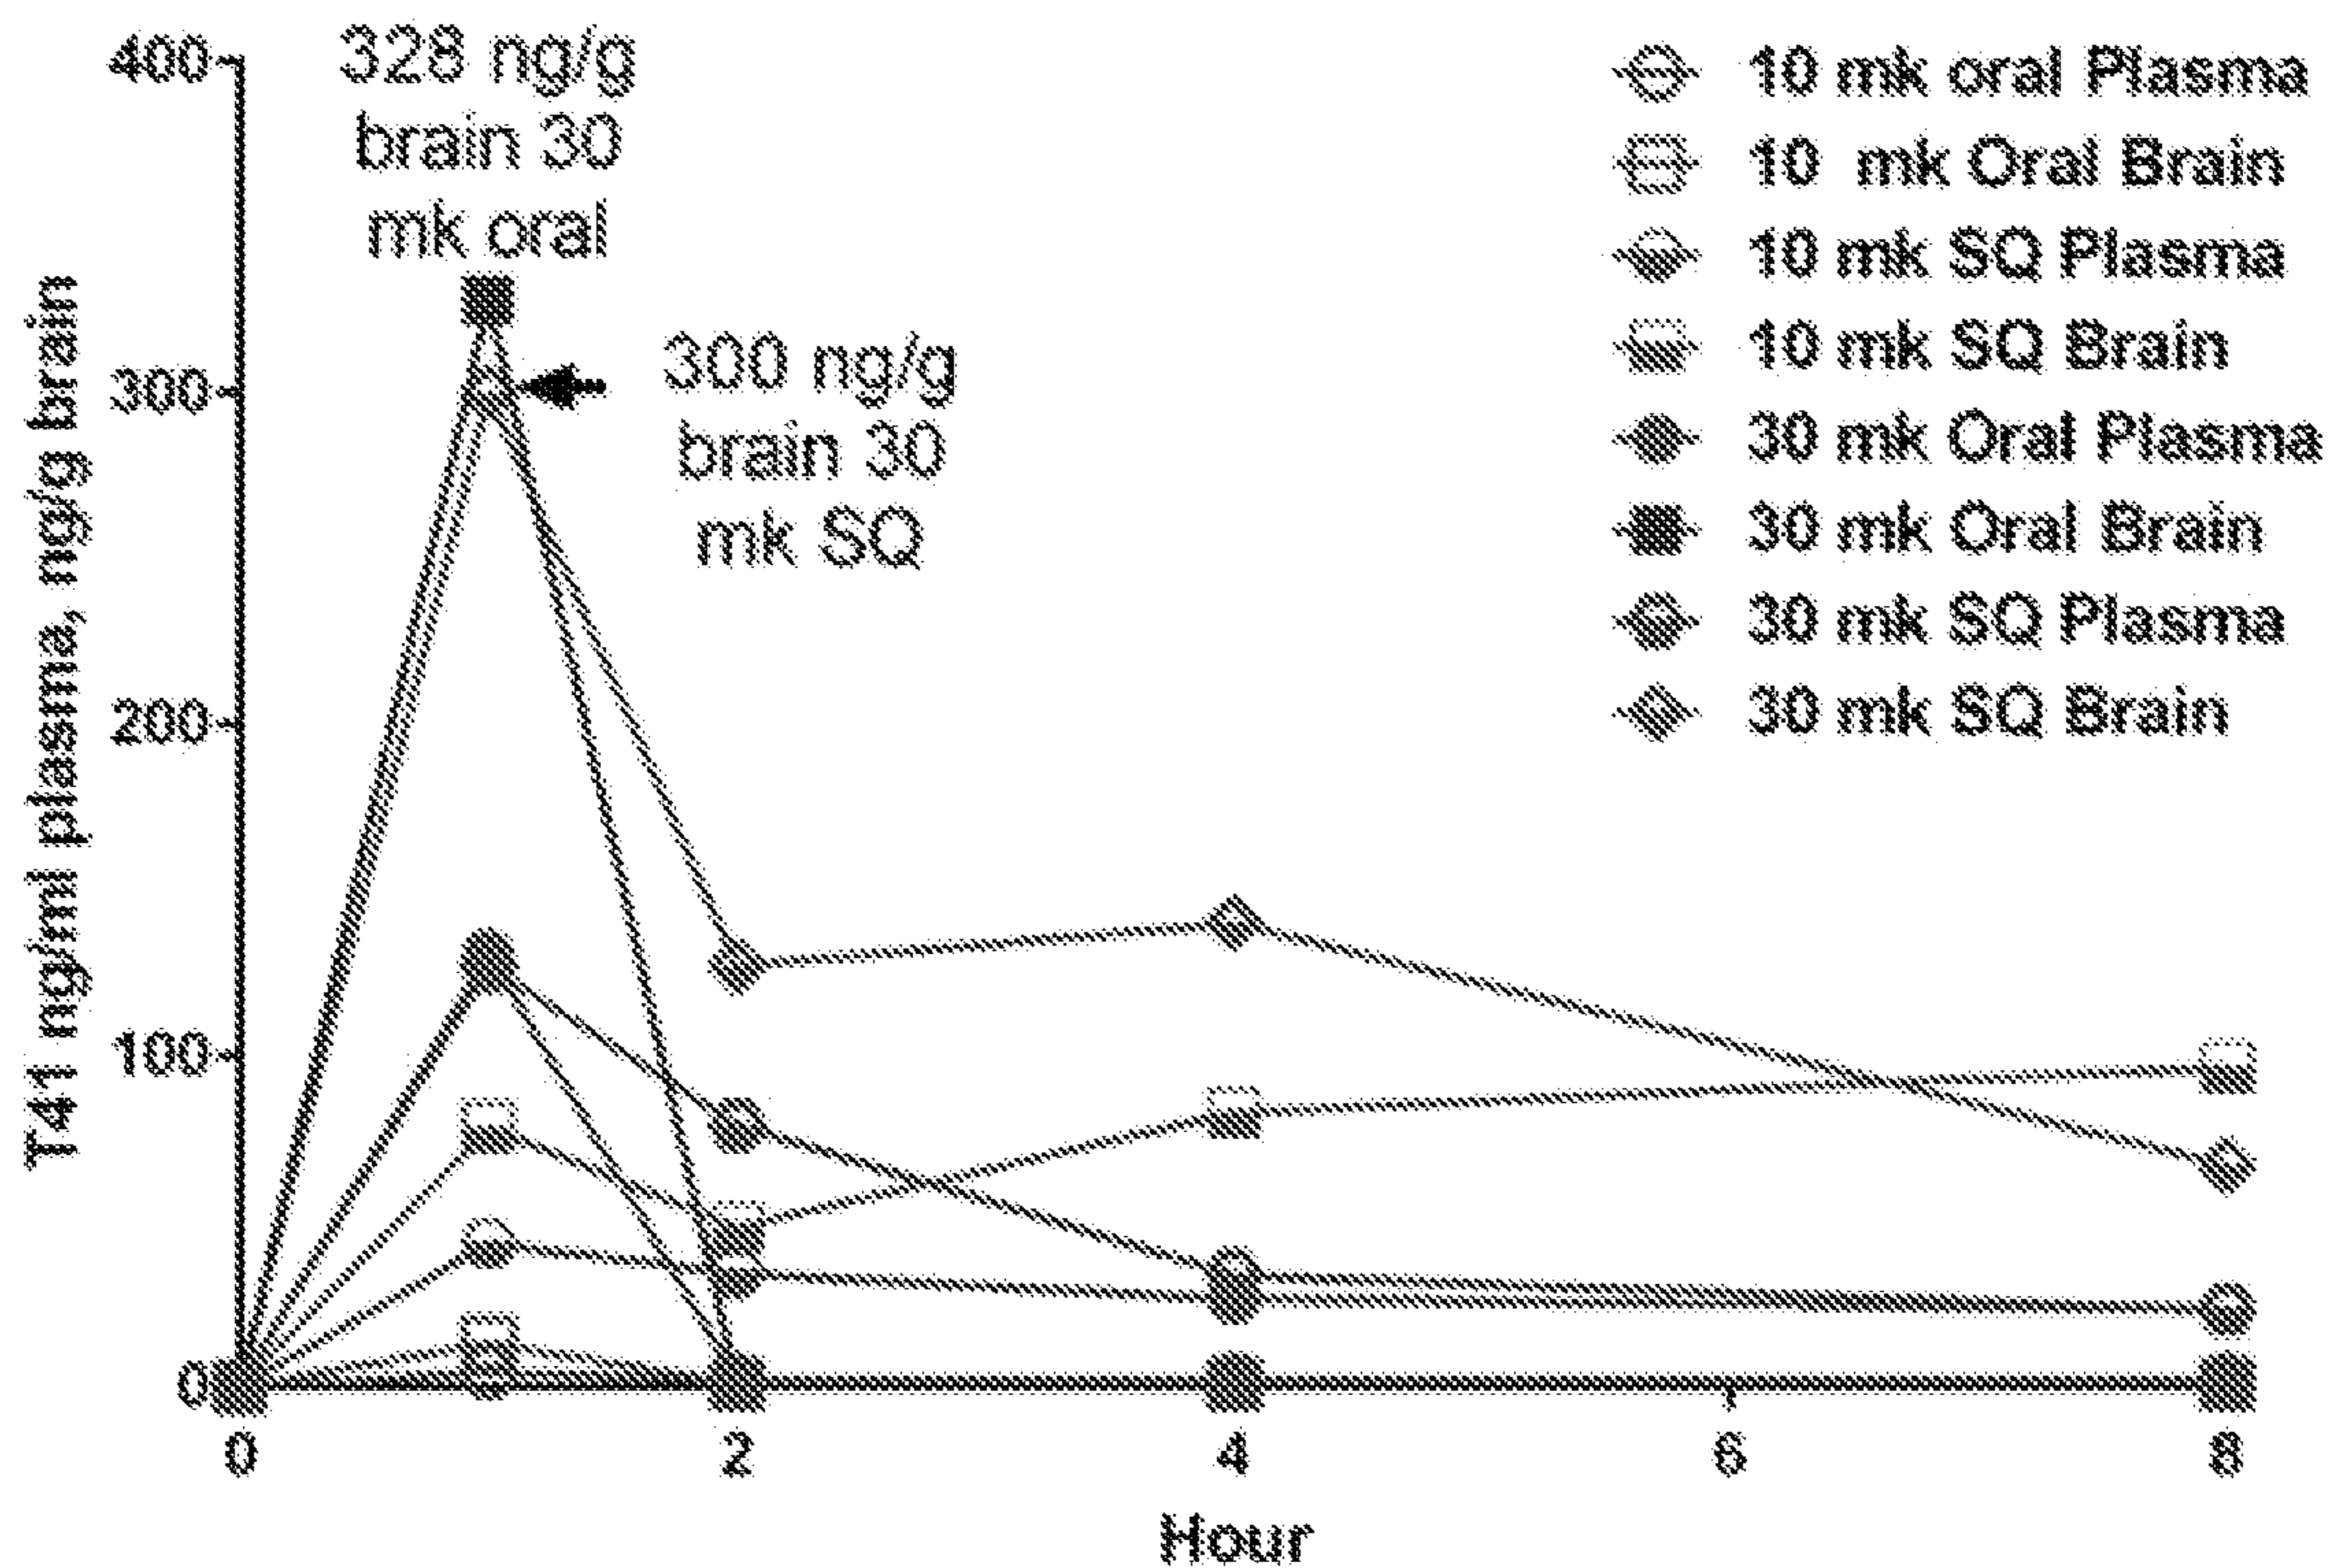 400
300
200
100
0
T41 ng/ml plasma, ng/g brain
328 ng/g
brain 30
mk oral
300 ng/g
brain 30
mk SQ
10 mk oral Plasma
10 mk Oral Brain
10 mk SQ Plasma
10 mk SQ Brain
30 mk Oral Plasma
30 mk Oral Brain
30 mk SQ Plasma
30 mk SQ Brain
0
2
4
6
8
Hour